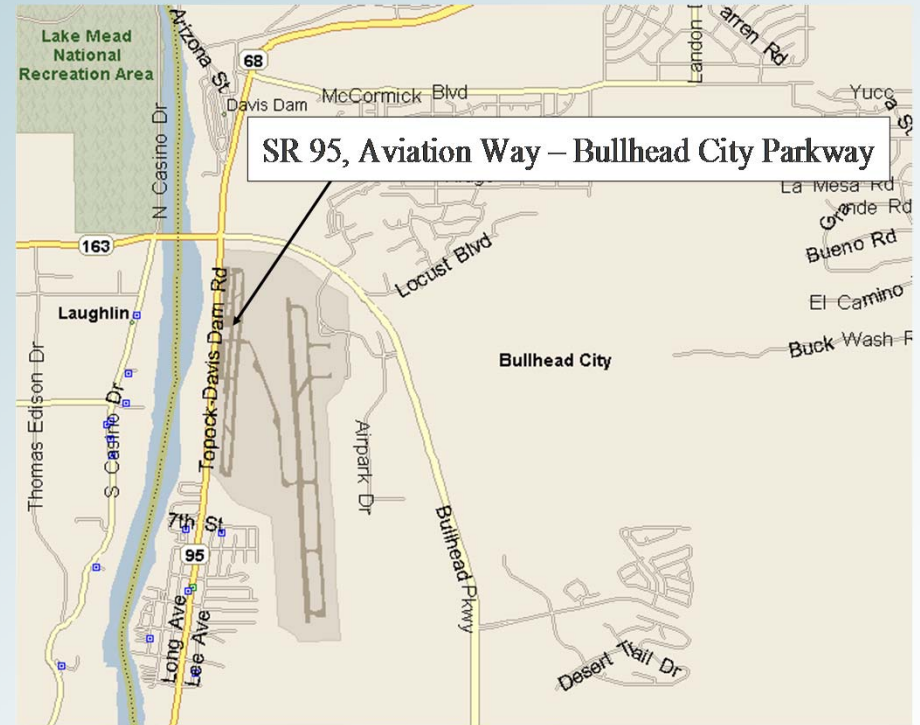 Lake Mead
National
Recreation Area
Arizona St
68
Davis Dam
McCormick Blvd
Landon
arren Rd
Yucca St
SR 95, Aviation Way – Bullhead City Parkway
N Casino Dr
La Mesa Rd
Grande Rd
Bueno Rd
163
Locust Blvd
El Camino
Laughlin
Topock-Davis Dam Rd
Bullhead City
Buck Wash R
Thomas Edison Dr
S Casino Dr
Airpark Dr
7th St
95
Bullhead Pkwy
Long Ave
Lee Ave
Desert Trail Dr